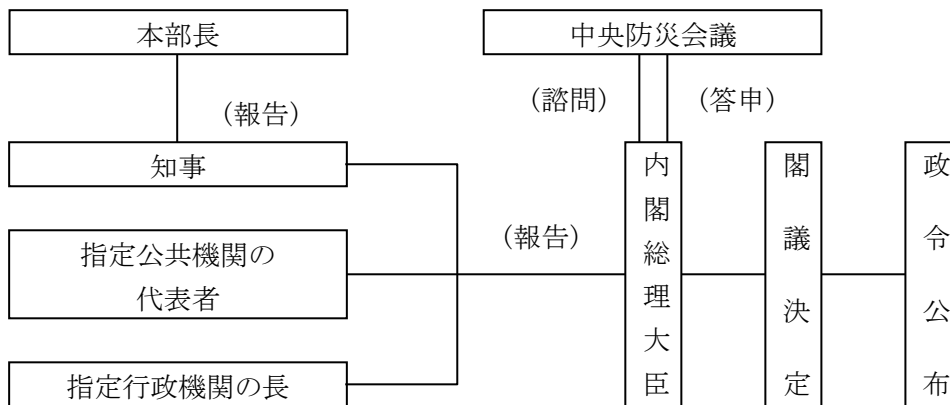 本部長
中央防災会議
（諮問）
（答申）
（報告）
知事
指定公共機関の
代表者
指定行政機関の長
（報告）
内閣総理大臣
閣議決定
政令公布